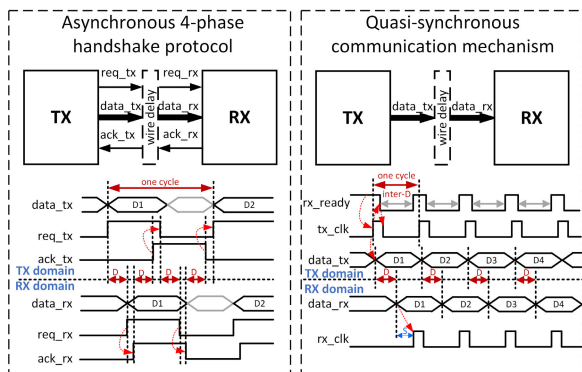 Asynchronous 4-phase
handshake protocol
TX
req_tx
data_tx
ack_tx
wire delay
req_rx
data_rx
ack_rx
RX
one cycle
data_tx
D1
D2
req_tx
ack_tx
D
D
D
D
TX domain
RX domain
data_rx
D1
D2
req_rx
ack_rx
Quasi-synchronous
communication mechanism
TX
data_tx
wire delay
data_rx
RX
one cycle
inter-D
rx_ready
tx_clk
data_tx
D1
D2
D3
D4
TX domain
RX domain
D
D
D
D
data_rx
D1
D2
D3
D4
S
rx_clk